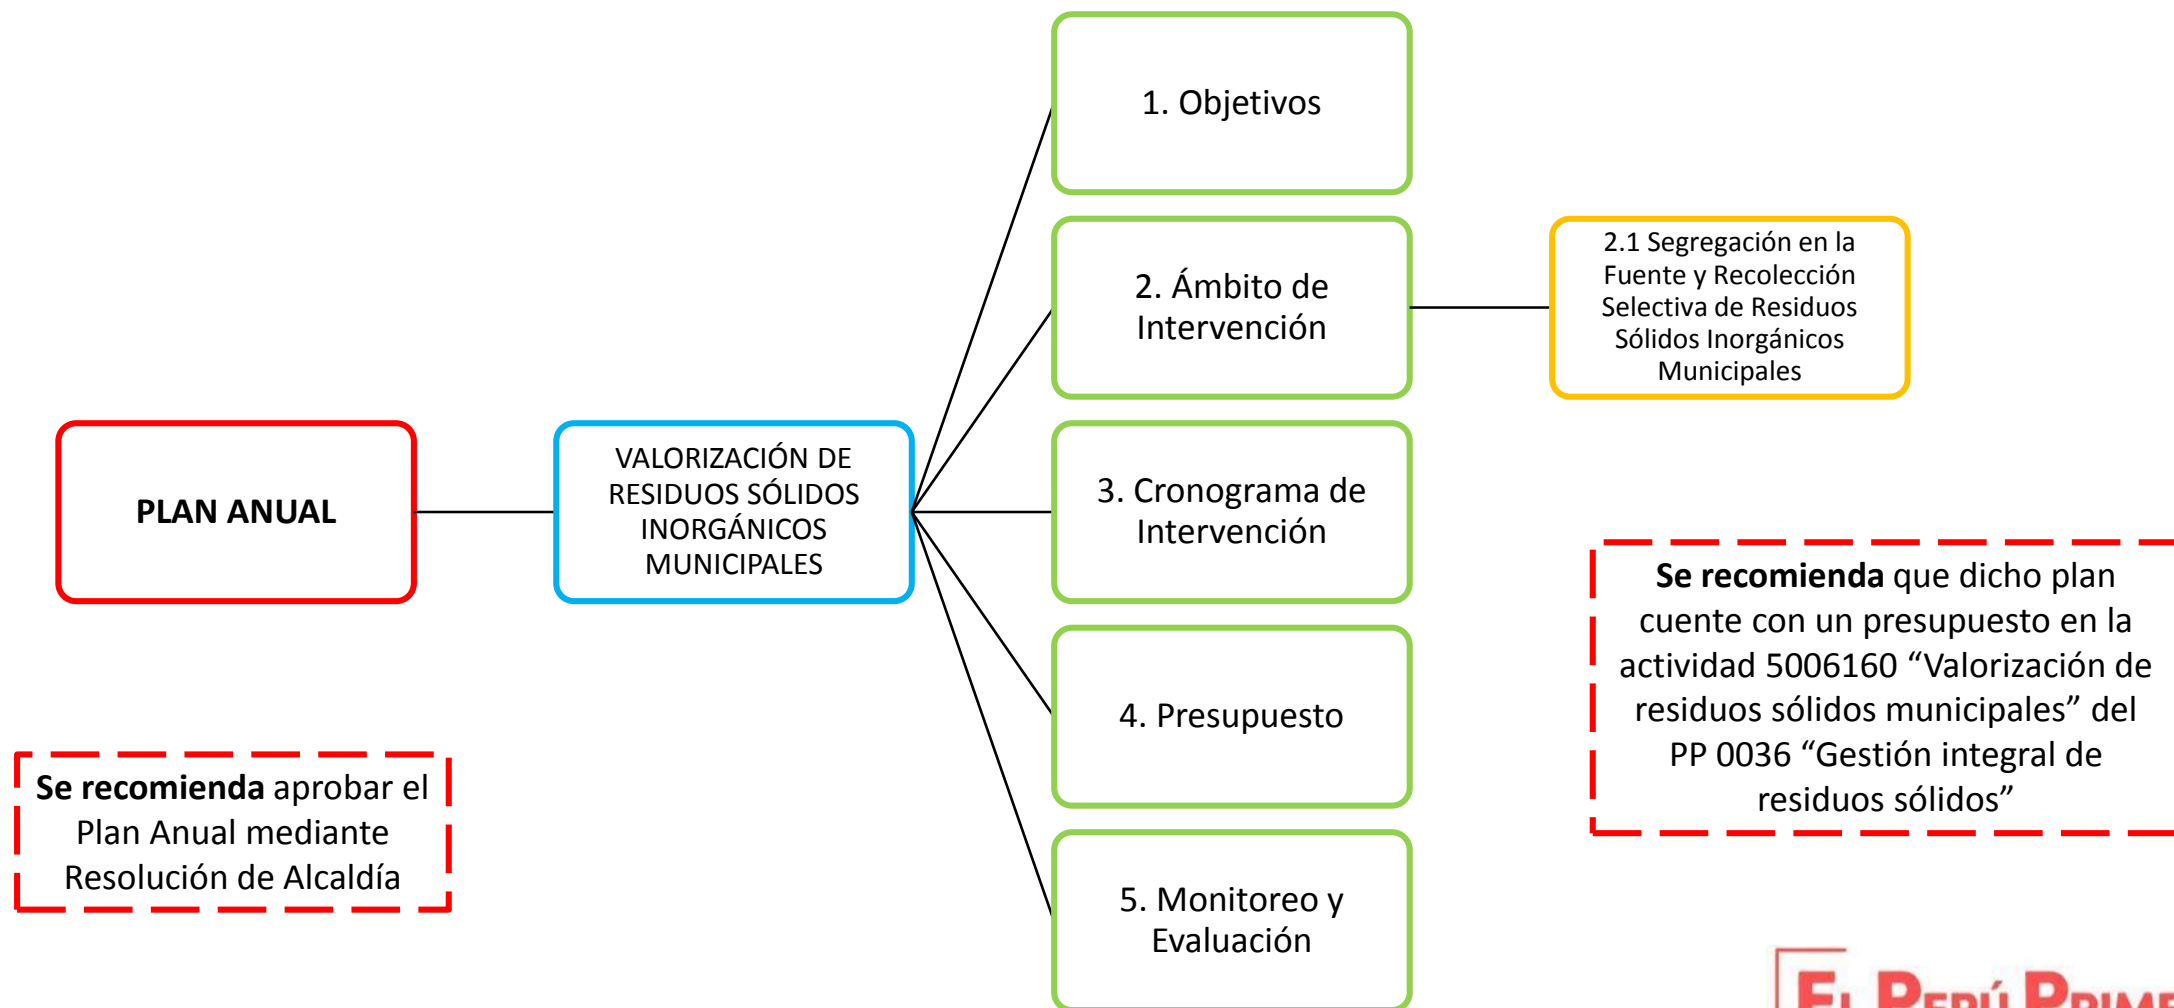 1. Objetivos
2. Ámbito de
Intervención
2.1 Segregación en la
Fuente y Recolección
Selectiva de Residuos
Sólidos Inorgánicos
Municipales
PLAN ANUAL
VALORIZACIÓN DE
RESIDUOS SÓLIDOS
INORGÁNICOS
MUNICIPALES
3. Cronograma de
Intervención
4. Presupuesto
5. Monitoreo y
Evaluación
Se recomienda aprobar el
Plan Anual mediante
Resolución de Alcaldía
Se recomienda que dicho plan
cuente con un presupuesto en la
actividad 5006160 “Valorización de
residuos sólidos municipales” del
PP 0036 “Gestión integral de
residuos sólidos”
EL PERÚ PRIME